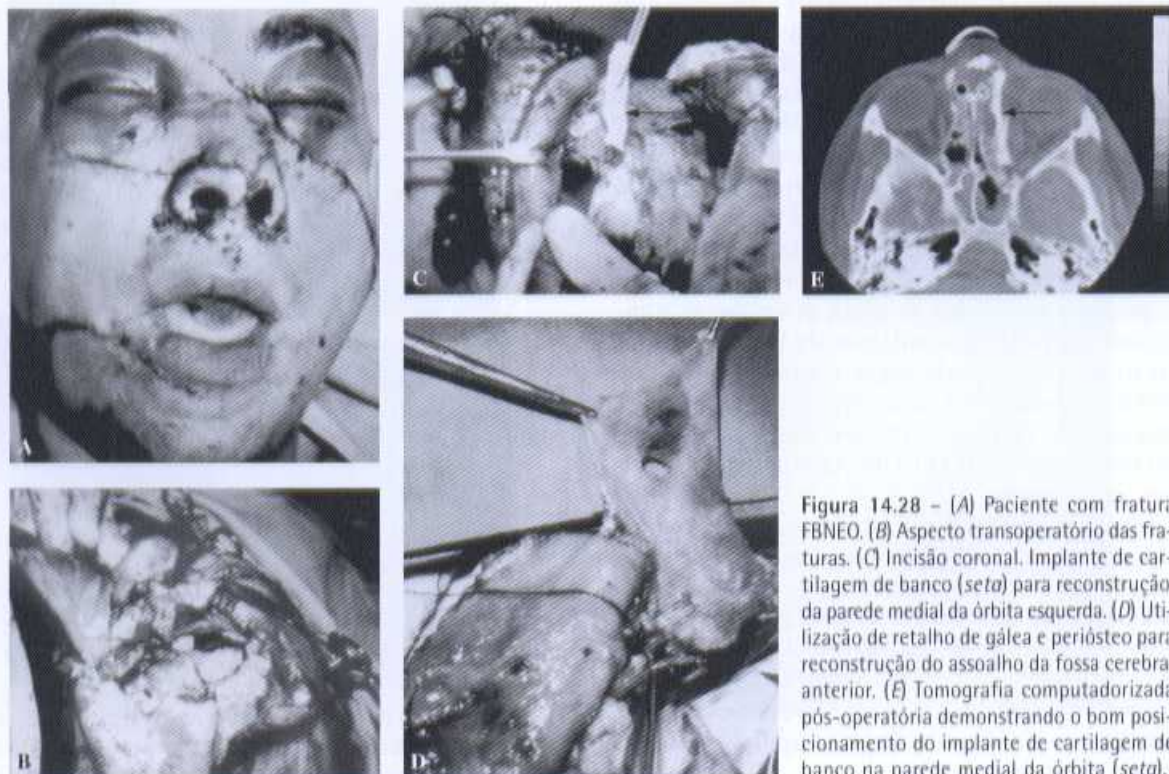 A
B
C
D
E
Figura 14.28 – (A) Paciente com fratura
FBNEO. (B) Aspecto transoperatório das fra-
turas. (C) Incisão coronal. Implante de car-
tilagem de banco (seta) para reconstrução
da parede medial da órbita esquerda. (D) Uti-
lização de retalho de gálea e periósteo para
reconstrução do assoalho da fossa cerebra
anterior. (E) Tomografia computadorizada
pós-operatória demonstrando o bom posi-
cionamento do implante de cartilagem de
banco na parede medial da órbita (seta).